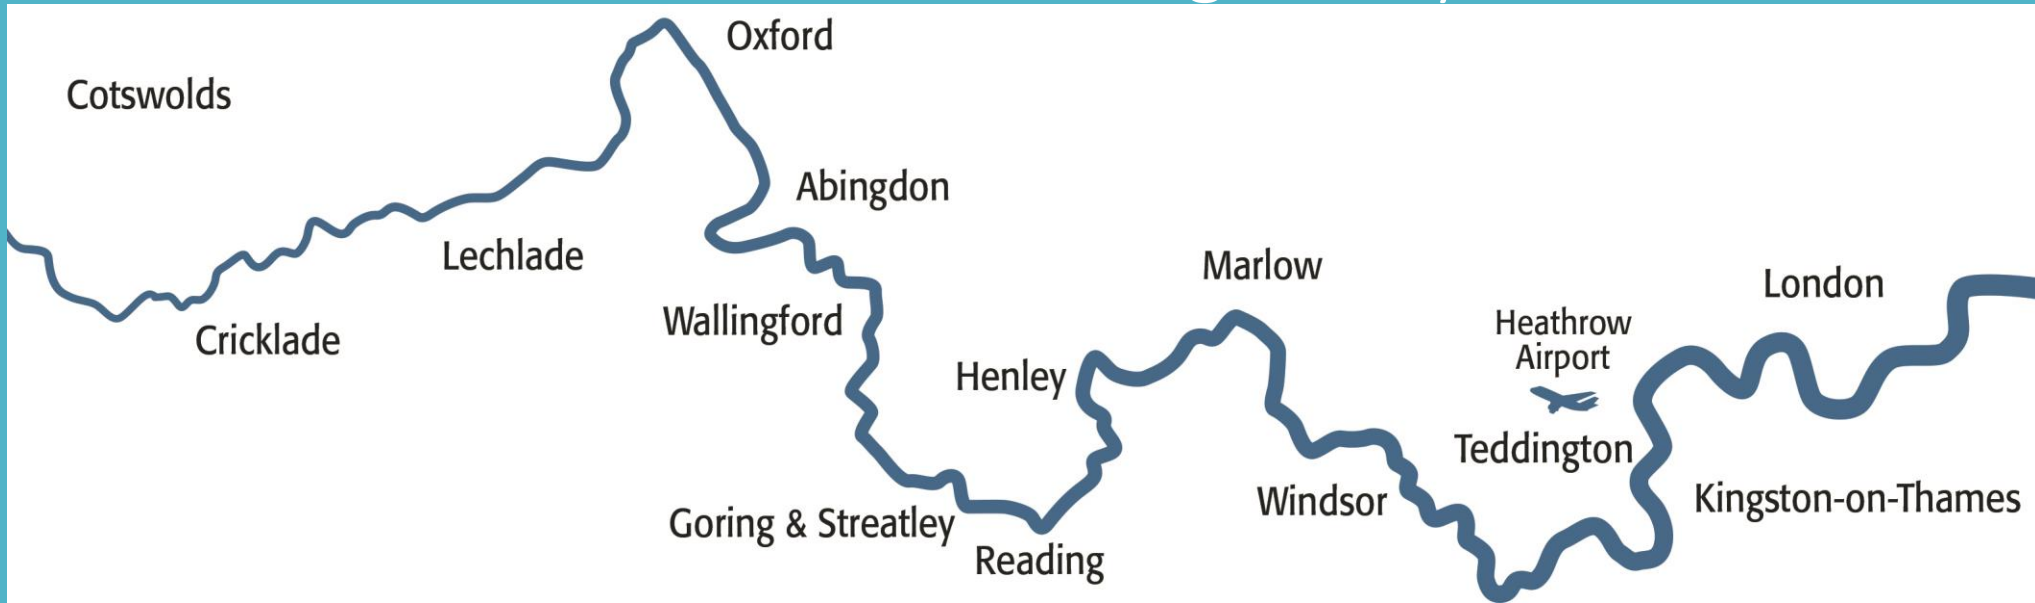 Oxford
Cotswolds
Abingdon
Lechlade
Cricklade
Wallingford
Marlow
London
Heathrow
Airport
Henley
Teddington
Windsor
Kingston-on-Thames
Goring & Streatley
Reading